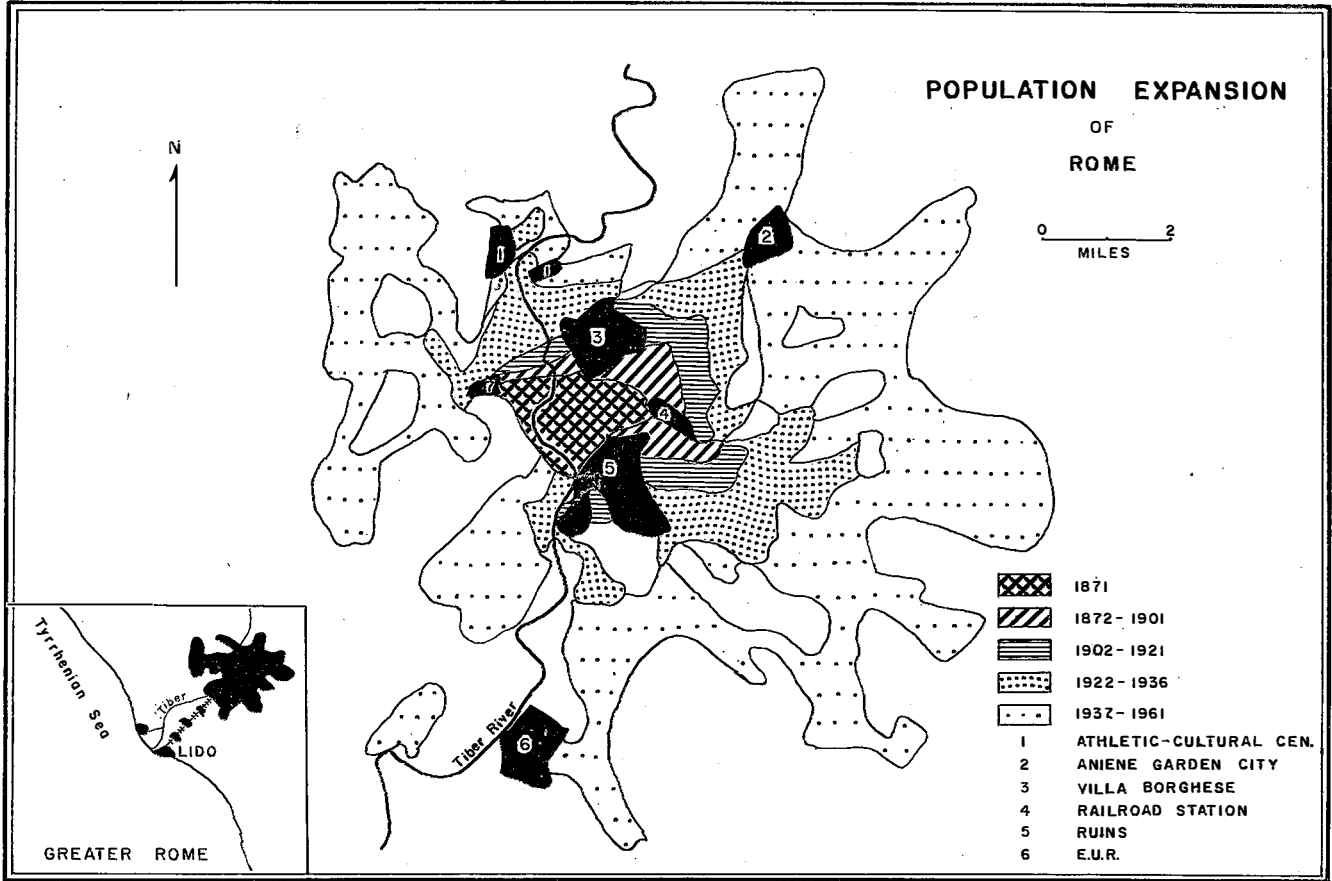 POPULATION EXPANSION
OF
ROME
N
0 2
MILES
1
1
2
3
7
4
5
6
Tiber River
1871
1872-1901
1902-1921
1922-1936
1937-1961
1 ATHLETIC-CULTURAL CEN.
2 ANIENE GARDEN CITY
3 VILLA BORGHESE
4 RAILROAD STATION
5 RUINS
6 E.U.R.
Tyrrhenian Sea
Tiber
LIDO
GREATER ROME